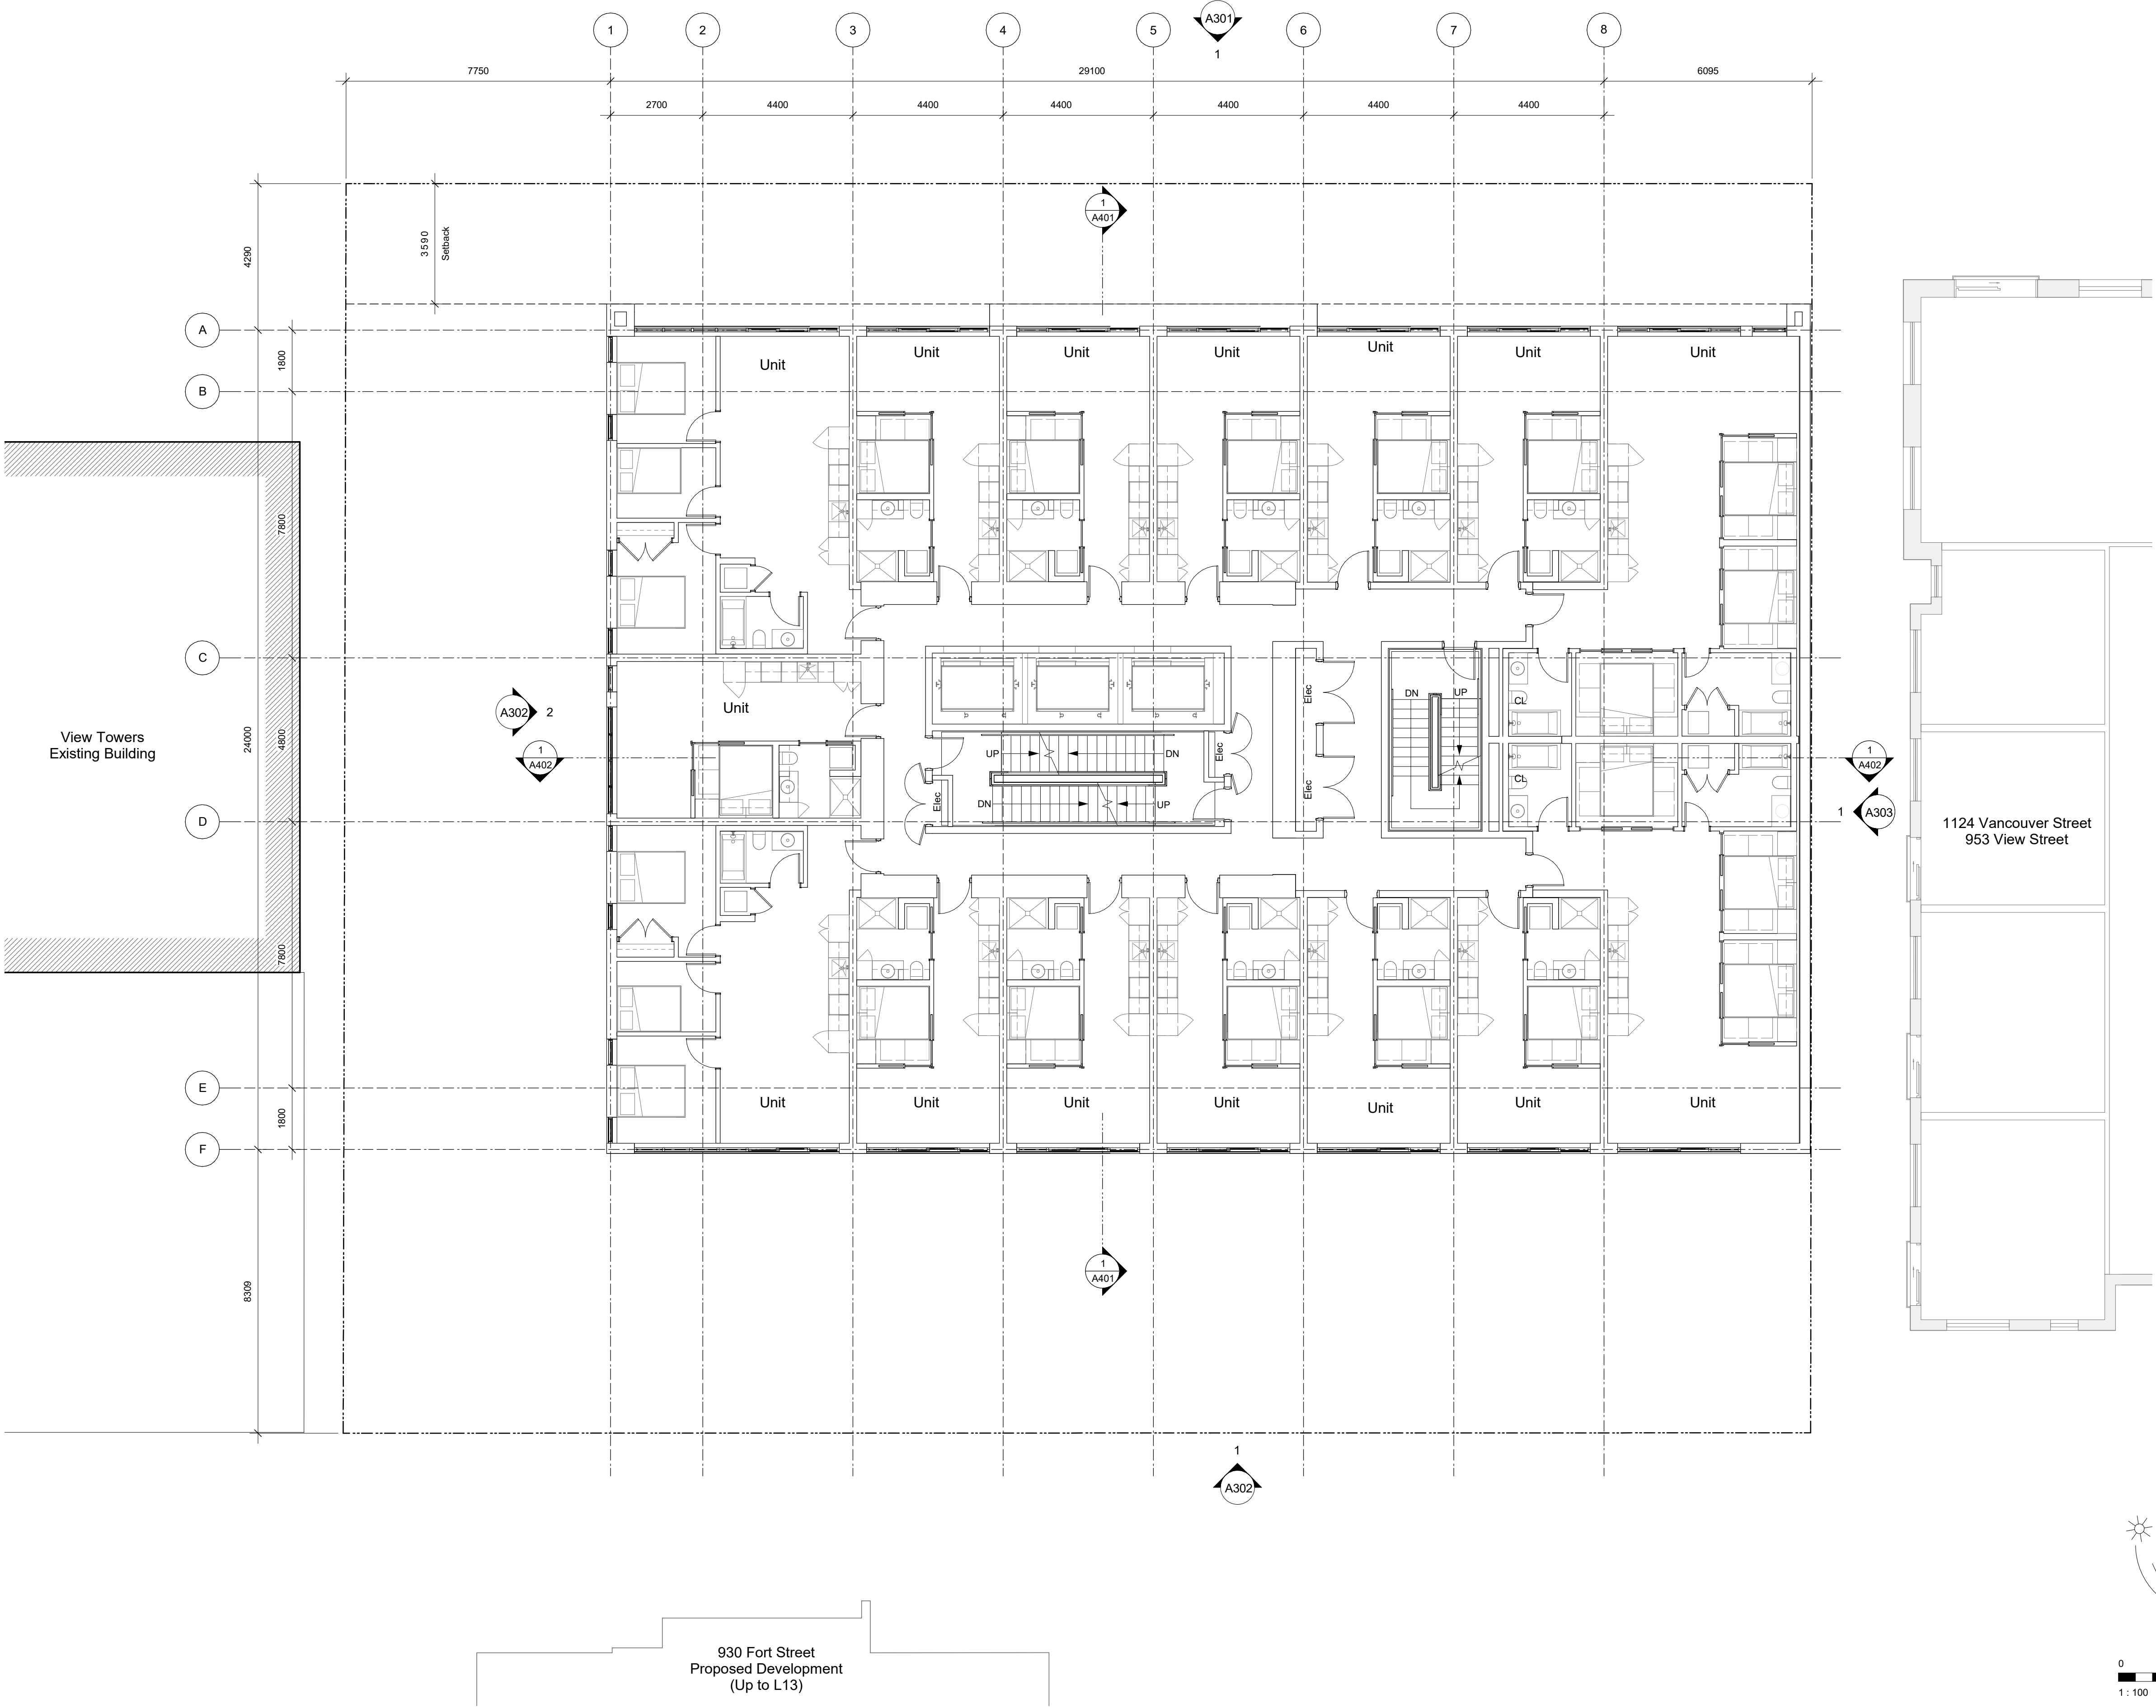 A301
1
1
2
3
4
5
6
7
8
7750
29100
6095
2700
4400
4400
4400
4400
4400
4400
4290
3590
Setback
1
A401
A
1800
B
Unit
Unit
Unit
Unit
Unit
Unit
Unit
7800
C
A302
2
1
A402
Unit
24000
4800
View Towers
Existing Building
UP
DN
DN
UP
Elec
Elec
Elec
Elec
DN
UP
CL
CL
1
A402
1
A303
1124 Vancouver Street
953 View Street
D
7800
E
1800
F
Unit
Unit
Unit
Unit
Unit
Unit
Unit
8309
1
A401
1
A302
930 Fort Street
Proposed Development
(Up to L13)
0
1 : 100